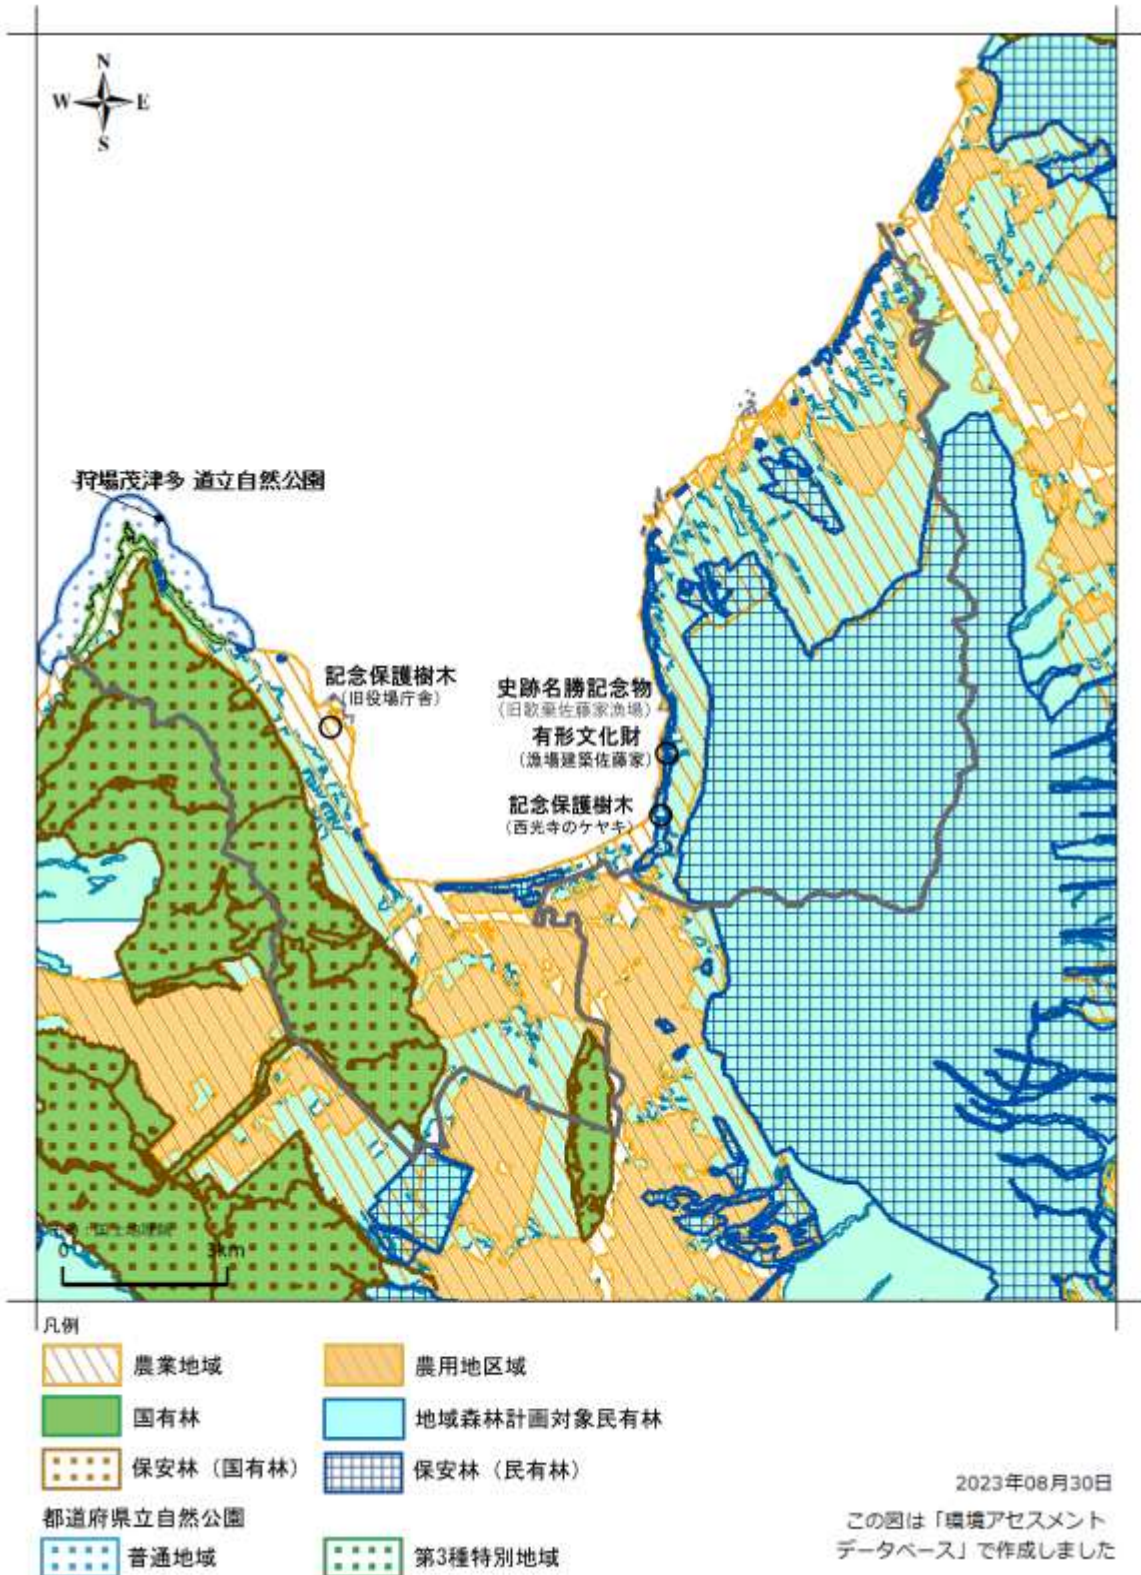 N
W E
S
狩場茂津多 道立自然公園
記念保護樹木
(旧役場庁舎)
史跡名勝記念物
(旧歌棄佐藤家漁場)
有形文化財
(漁場建築佐藤家)
記念保護樹木
(西光寺のケヤキ)
国土地理院
0 3km
凡例
農業地域
農用地区域
国有林
地域森林計画対象民有林
保安林（国有林）
保安林（民有林）
都道府県立自然公園
普通地域
第3種特別地域
2023年08月30日
この図は「環境アセスメント
データベース」で作成しました